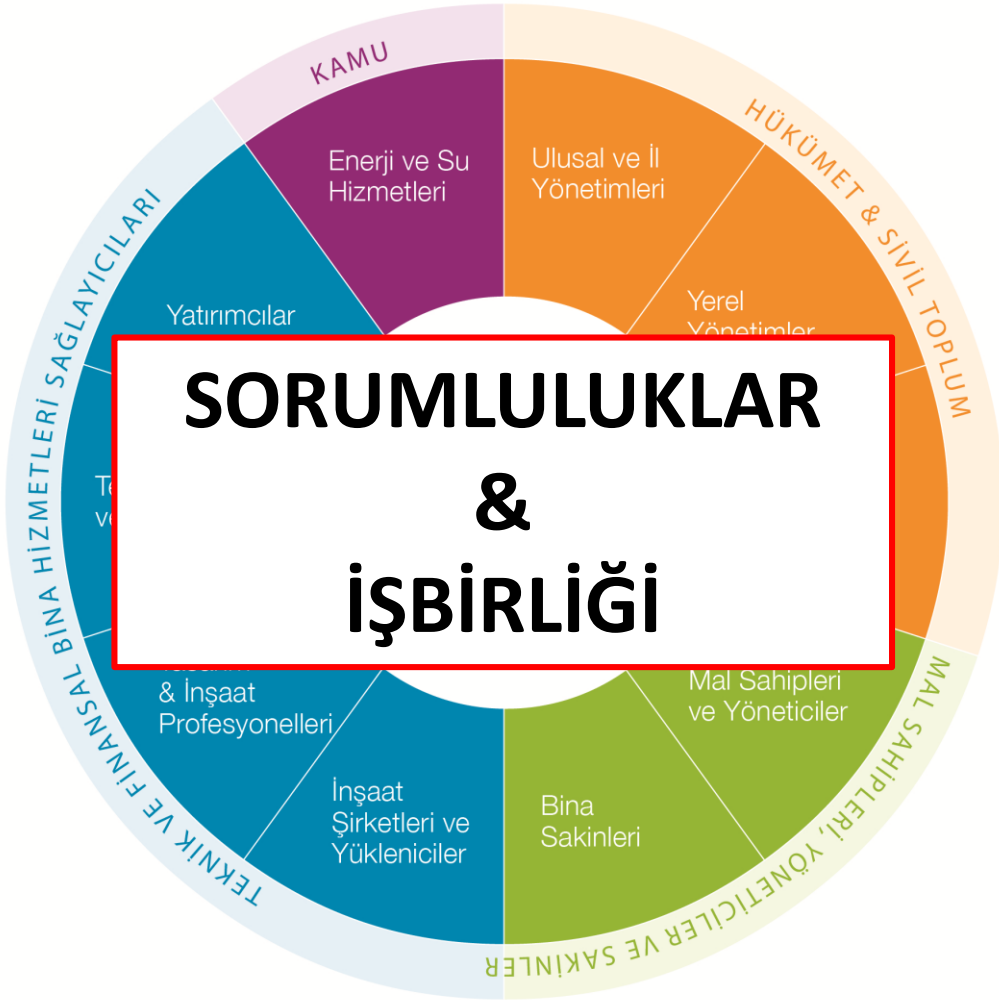 KAMU
HÜKÜMET & SİVİL TOPLUM
MAL SAHİPLERİ, YÖNETİCİLER VE SAKİNLER
TEKNİK VE FİNANSAL BİNA HİZMETLERİ SAĞLAYICILARI
Enerji ve Su
Hizmetleri
Ulusal ve İl
Yönetimleri
Yerel
Yönetimler
Yatırımcılar
SORUMLULUKLAR
&
İŞBİRLİĞİ
Mal Sahipleri
ve Yöneticiler
& İnşaat
Profesyonelleri
İnşaat
Şirketleri ve
Yükleniciler
Bina
Sakinleri